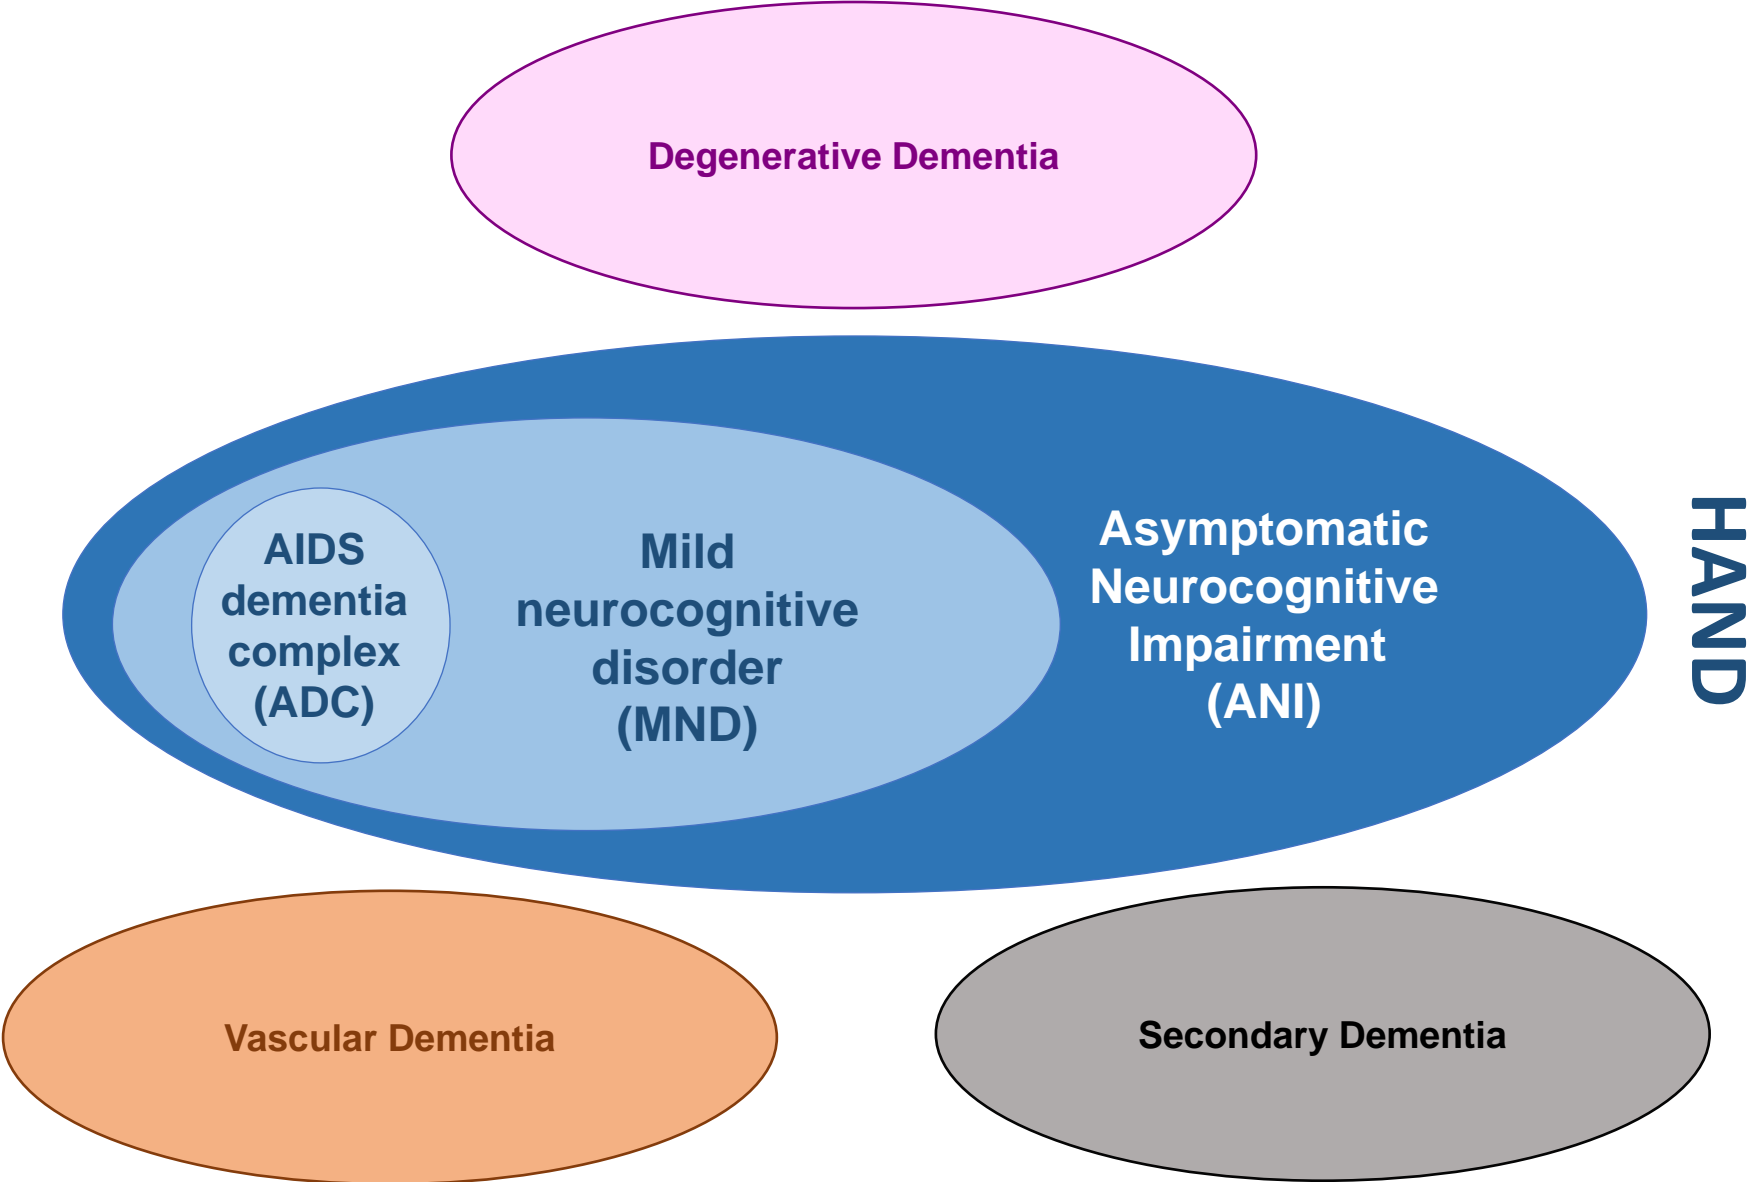 Degenerative Dementia
AIDS
dementia
complex
(ADC)
Mild
neurocognitive
disorder
(MND)
Asymptomatic
Neurocognitive
Impairment
(ANI)
HAND
Vascular Dementia
Secondary Dementia